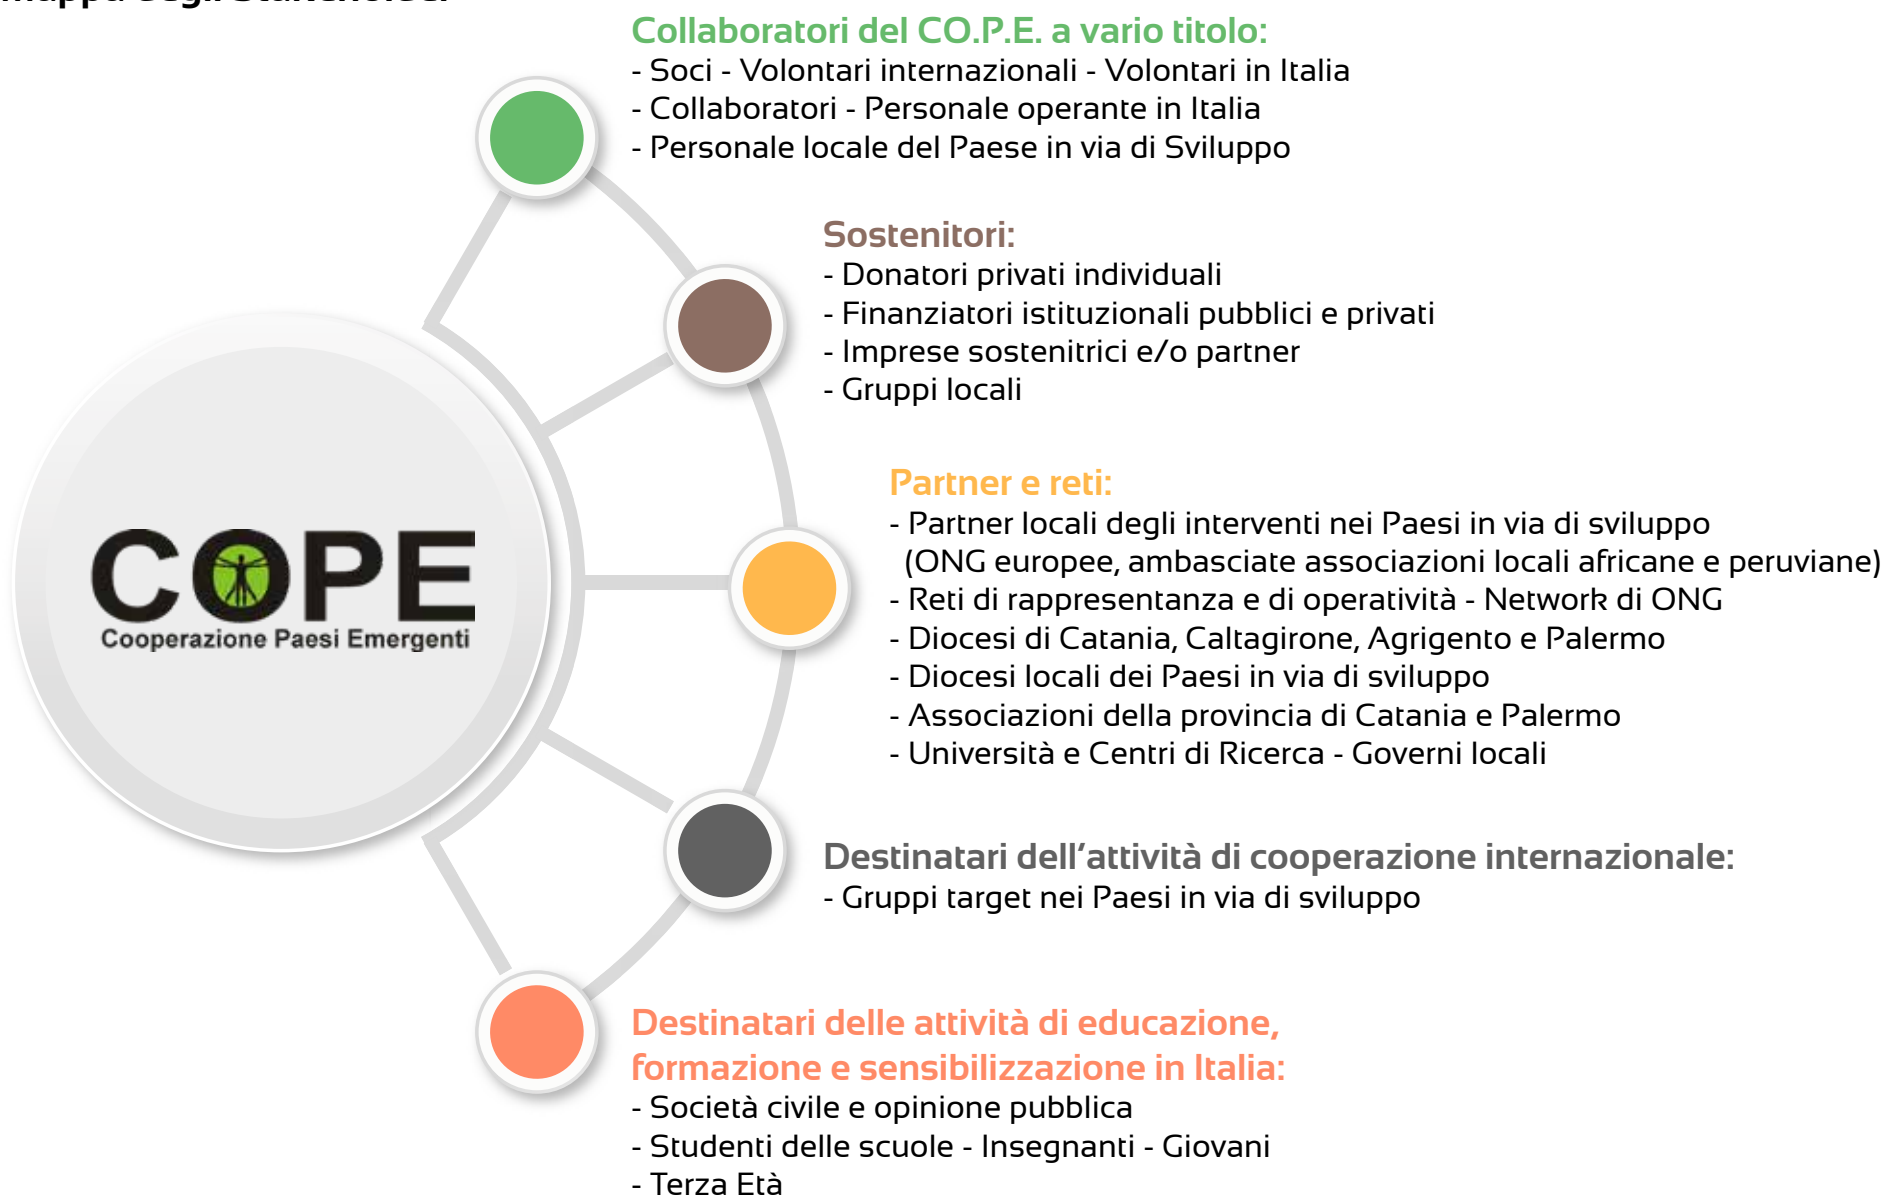 Mappa degli Stakeholder
Collaboratori del CO.P.E. a vario titolo:
- Soci - Volontari internazionali - Volontari in Italia
- Collaboratori - Personale operante in Italia
- Personale locale del Paese in via di Sviluppo
Sostenitori:
- Donatori privati individuali
- Finanziatori istituzionali pubblici e privati
- Imprese sostenitrici e/o partner
- Gruppi locali
Partner e reti:
- Partner locali degli interventi nei Paesi in via di sviluppo
(ONG europee, ambasciate associazioni locali africane e peruviane)
- Reti di rappresentanza e di operatività - Network di ONG
- Diocesi di Catania, Caltagirone, Agrigento e Palermo
- Diocesi locali dei Paesi in via di sviluppo
- Associazioni della provincia di Catania e Palermo
- Università e Centri di Ricerca - Governi locali
COPE
Cooperazione Paesi Emergenti
Destinatari dell'attività di cooperazione internazionale:
- Gruppi target nei Paesi in via di sviluppo
Destinatari delle attività di educazione,
formazione e sensibilizzazione in Italia:
- Società civile e opinione pubblica
- Studenti delle scuole - Insegnanti - Giovani
- Terza Età